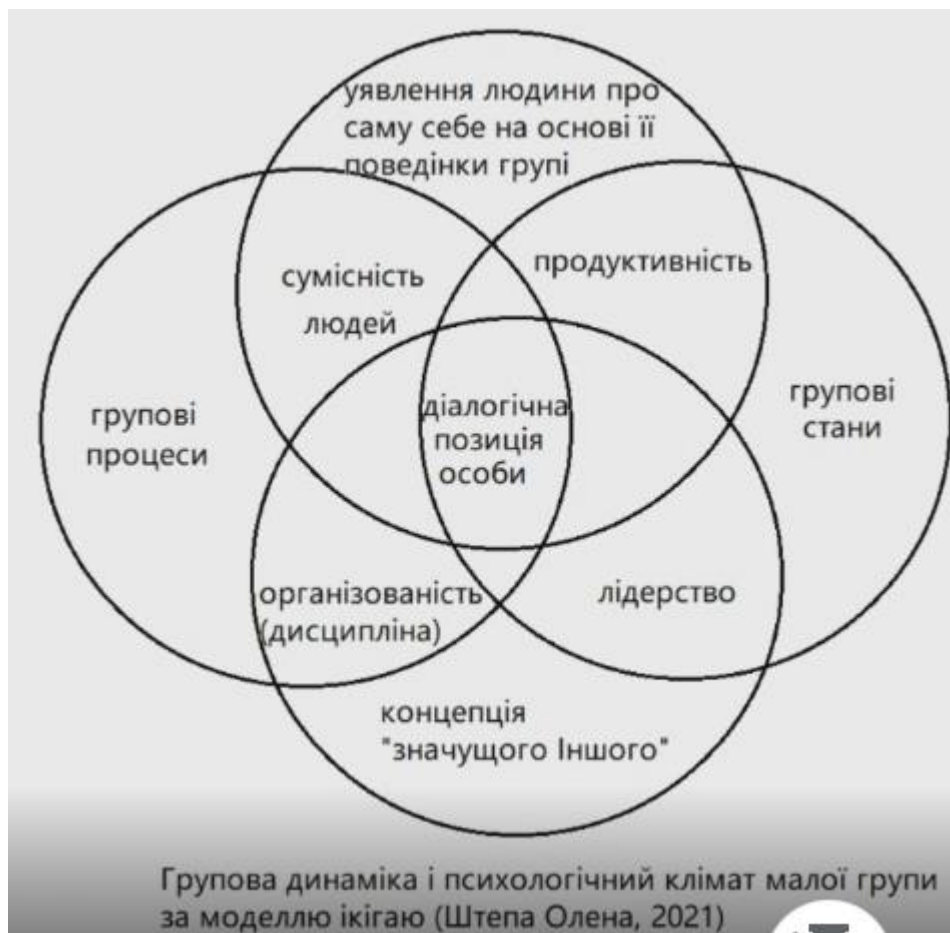 уявлення людини про
саму себе на основі її
поведінки групі
сумісність
людей
продуктивність
групові
процеси
діалогічна
позиція
особи
групові
стани
організованість
(дисципліна)
лідерство
концепція
"значущого Іншого"
Групова динаміка і психологічний клімат малої групи
за моделлю ікігаю (Штепа Олена, 2021)